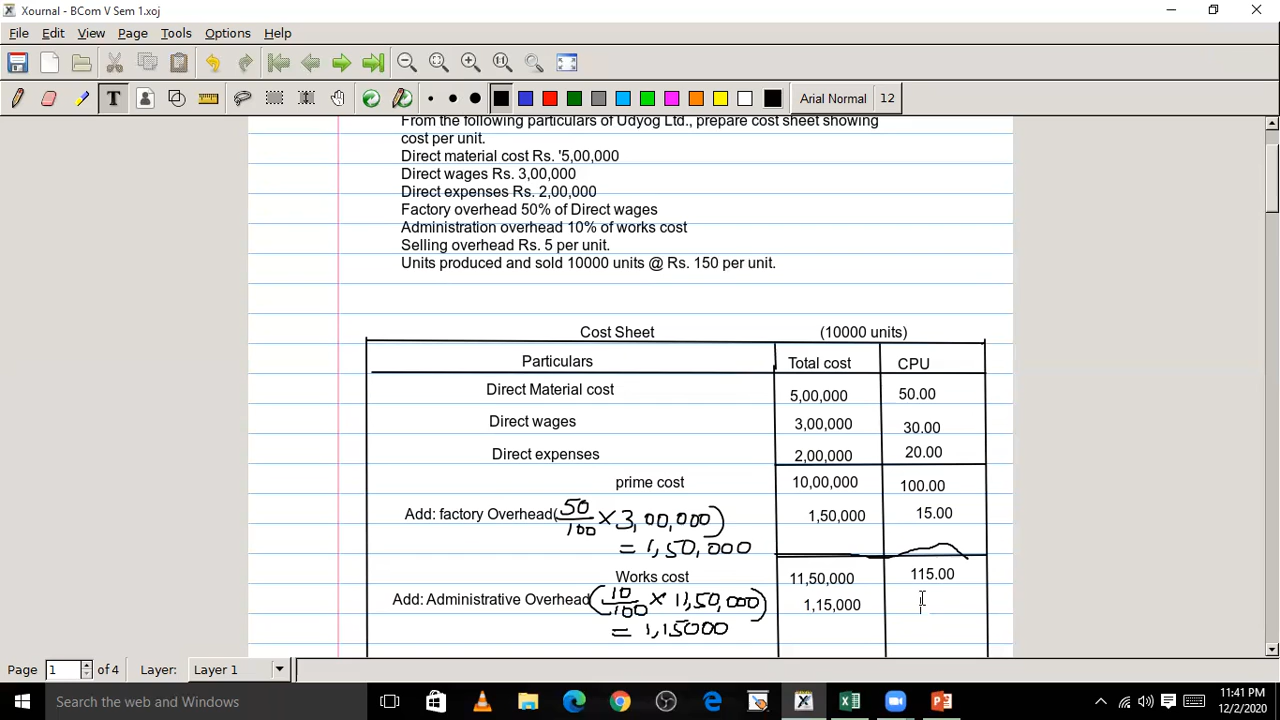 Xournal - BCom V Sem 1.xoj
File Edit View Page Tools Options Help
Arial Normal 12
From the following particulars of Udyog Ltd., prepare cost sheet showing
cost per unit.
Direct material cost Rs. '5,00,000
Direct wages Rs. 3,00,000
Direct expenses Rs. 2,00,000
Factory overhead 50% of Direct wages
Administration overhead 10% of works cost
Selling overhead Rs. 5 per unit.
Units produced and sold 10000 units @ Rs. 150 per unit.
Cost Sheet (10000 units)
Particulars Total cost CPU
Direct Material cost 5,00,000 50.00
Direct wages 3,00,000 30.00
Direct expenses 2,00,000 20.00
prime cost 10,00,000 100.00
Add: factory Overhead (50/100 × 3,00,000) 1,50,000 15.00
= 1,50,000
Works cost 11,50,000 115.00
Add: Administrative Overhead (10/100 × 11,50,000) 1,15,000
= 1,15000
Page 1 of 4 Layer: Layer 1
Search the web and Windows
11:41 PM
12/2/2020